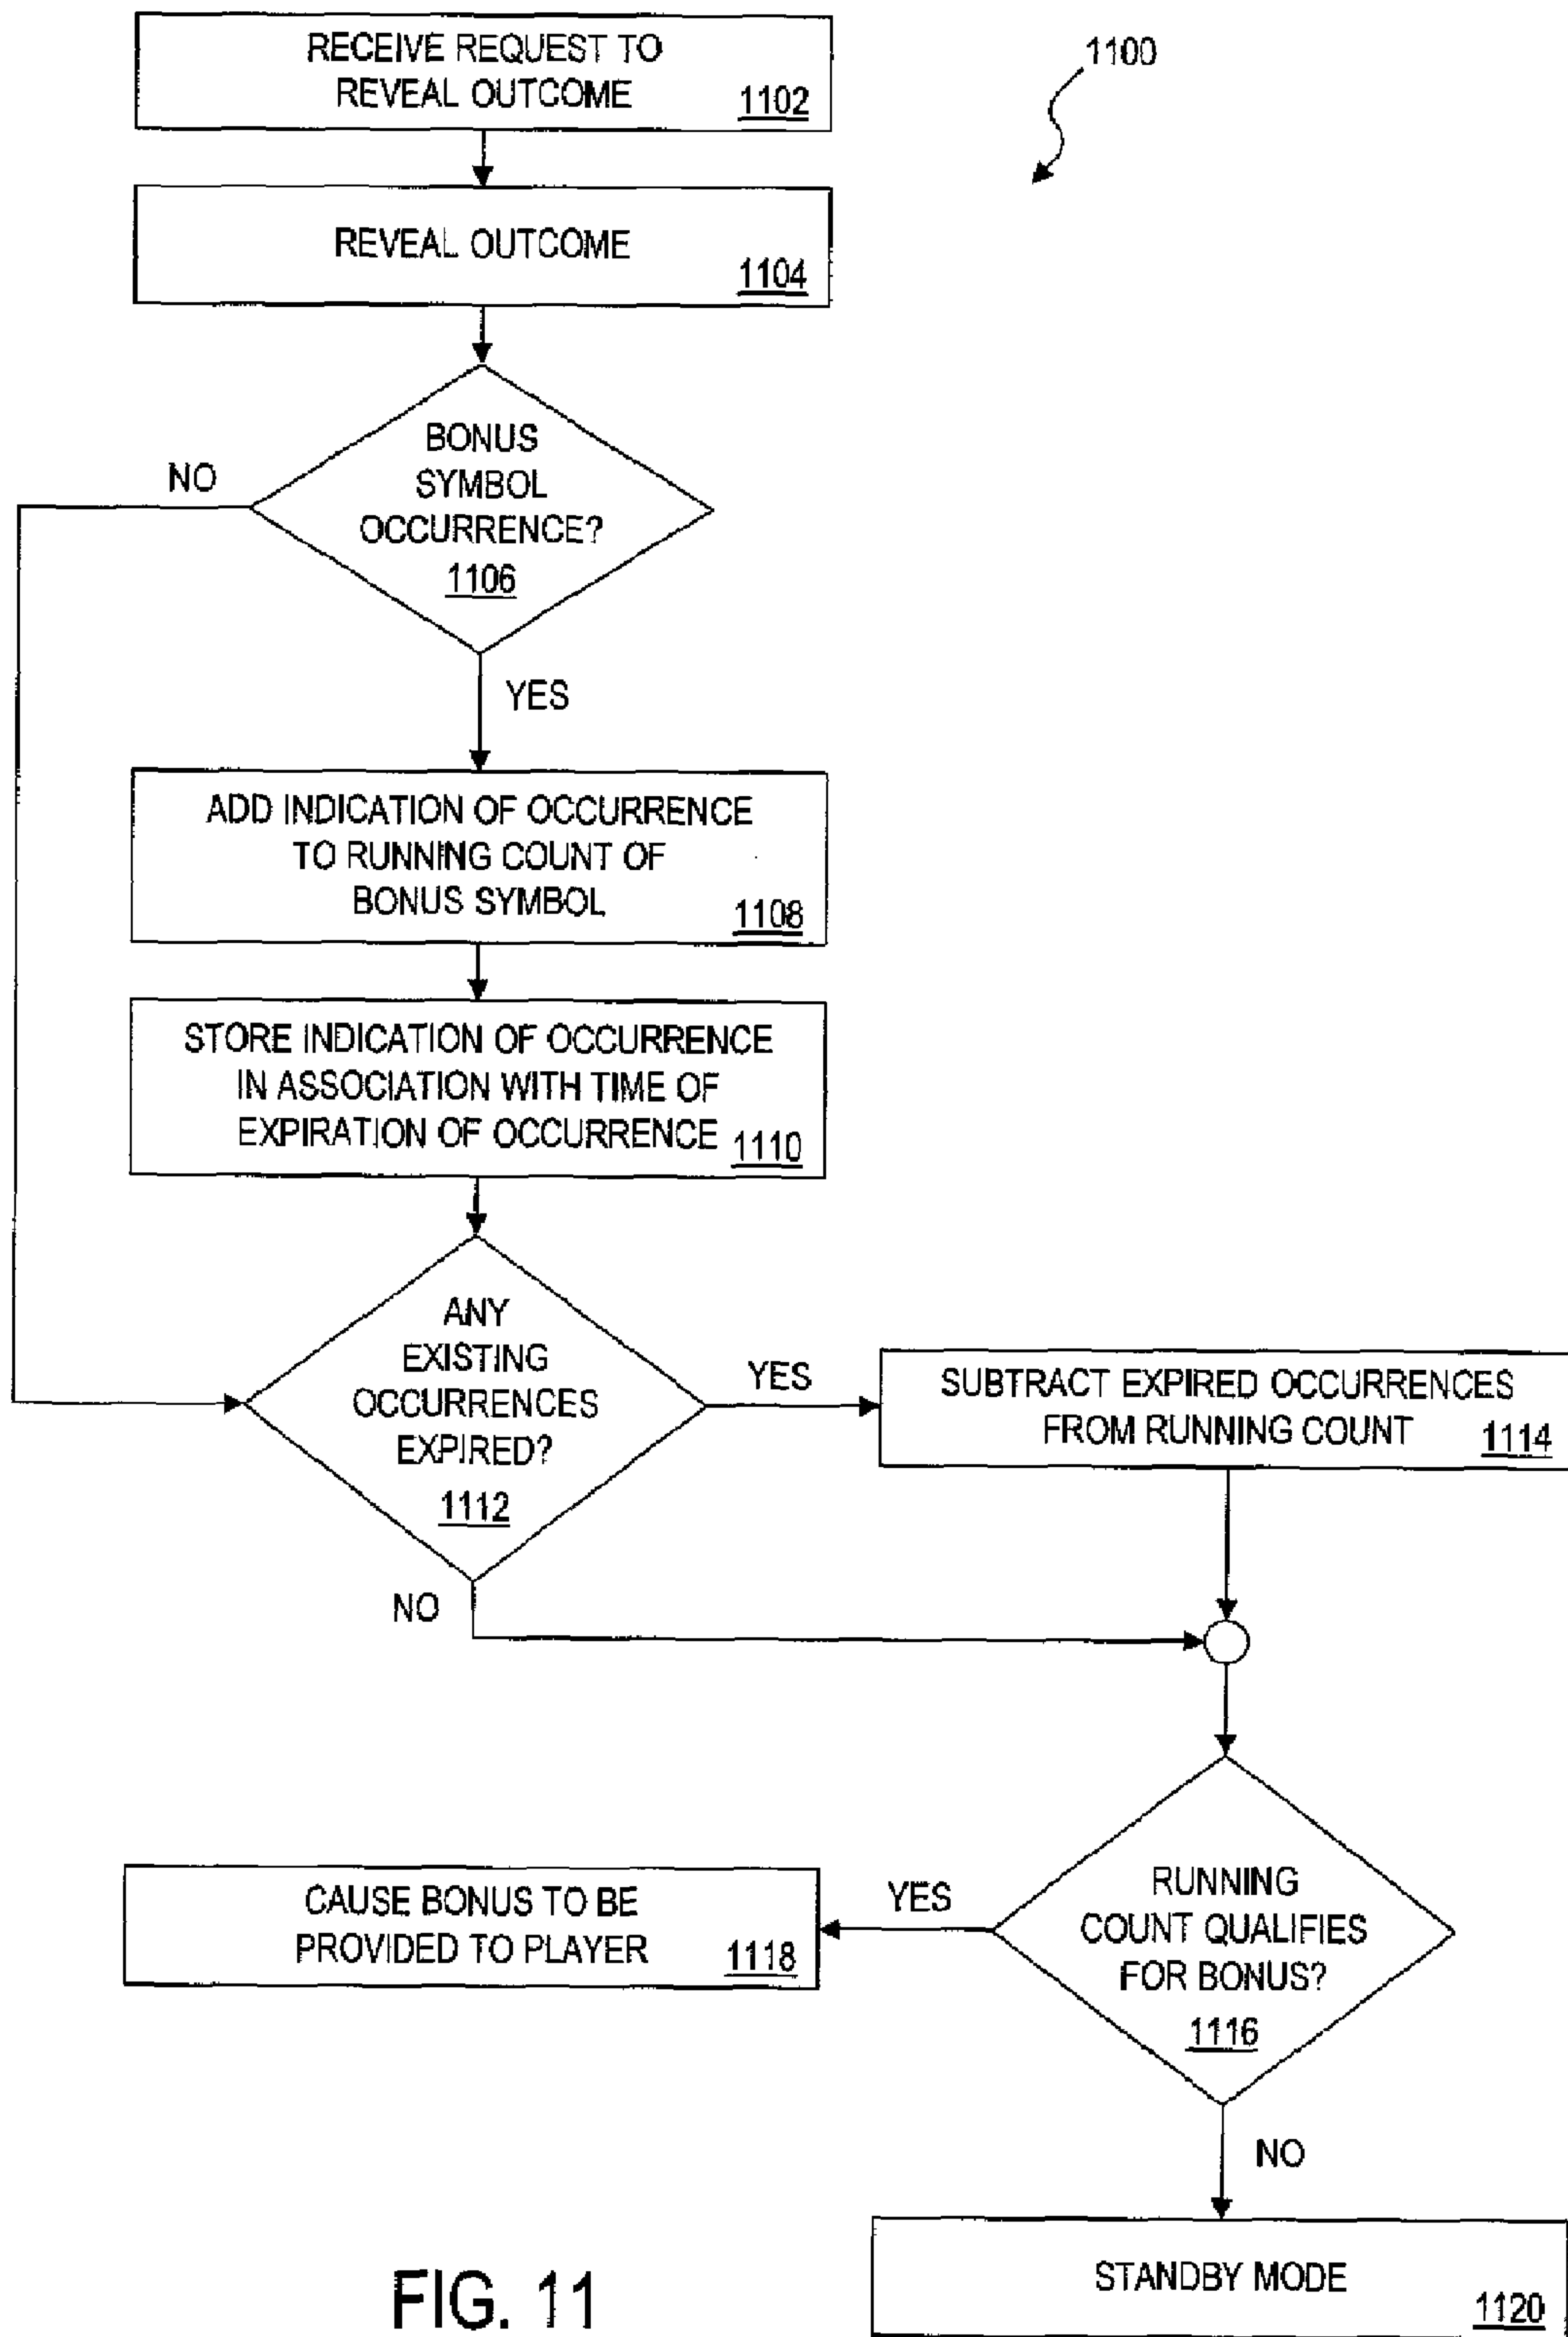 RECEIVE REQUEST TO
REVEAL OUTCOME
1102
1100
REVEAL OUTCOME
1104
BONUS
SYMBOL
OCCURRENCE?
1106
NO
YES
ADD INDICATION OF OCCURRENCE
TO RUNNING COUNT OF
BONUS SYMBOL
1108
STORE INDICATION OF OCCURRENCE
IN ASSOCIATION WITH TIME OF
EXPIRATION OF OCCURRENCE
1110
ANY
EXISTING
OCCURRENCES
EXPIRED?
1112
YES
SUBTRACT EXPIRED OCCURRENCES
FROM RUNNING COUNT
1114
NO
RUNNING
COUNT QUALIFIES
FOR BONUS?
1116
YES
CAUSE BONUS TO BE
PROVIDED TO PLAYER
1118
NO
STANDBY MODE
1120
FIG. 11